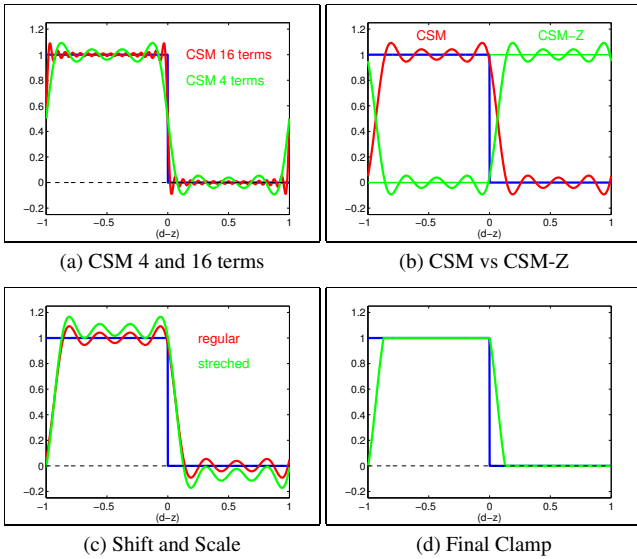 1.2
1
0.8
0.6
0.4
0.2
0
−0.2
−1 −0.5 0 0.5 1
(d−z)
CSM 16 terms
CSM 4 terms
(a) CSM 4 and 16 terms
1.2
1
0.8
0.6
0.4
0.2
0
−0.2
−1 −0.5 0 0.5 1
(d−z)
CSM CSM−Z
(b) CSM vs CSM-Z
1.2
1
0.8
0.6
0.4
0.2
0
−0.2
−1 −0.5 0 0.5 1
(d−z)
regular
streched
(c) Shift and Scale
1.2
1
0.8
0.6
0.4
0.2
0
−0.2
−1 −0.5 0 0.5 1
(d−z)
(d) Final Clamp